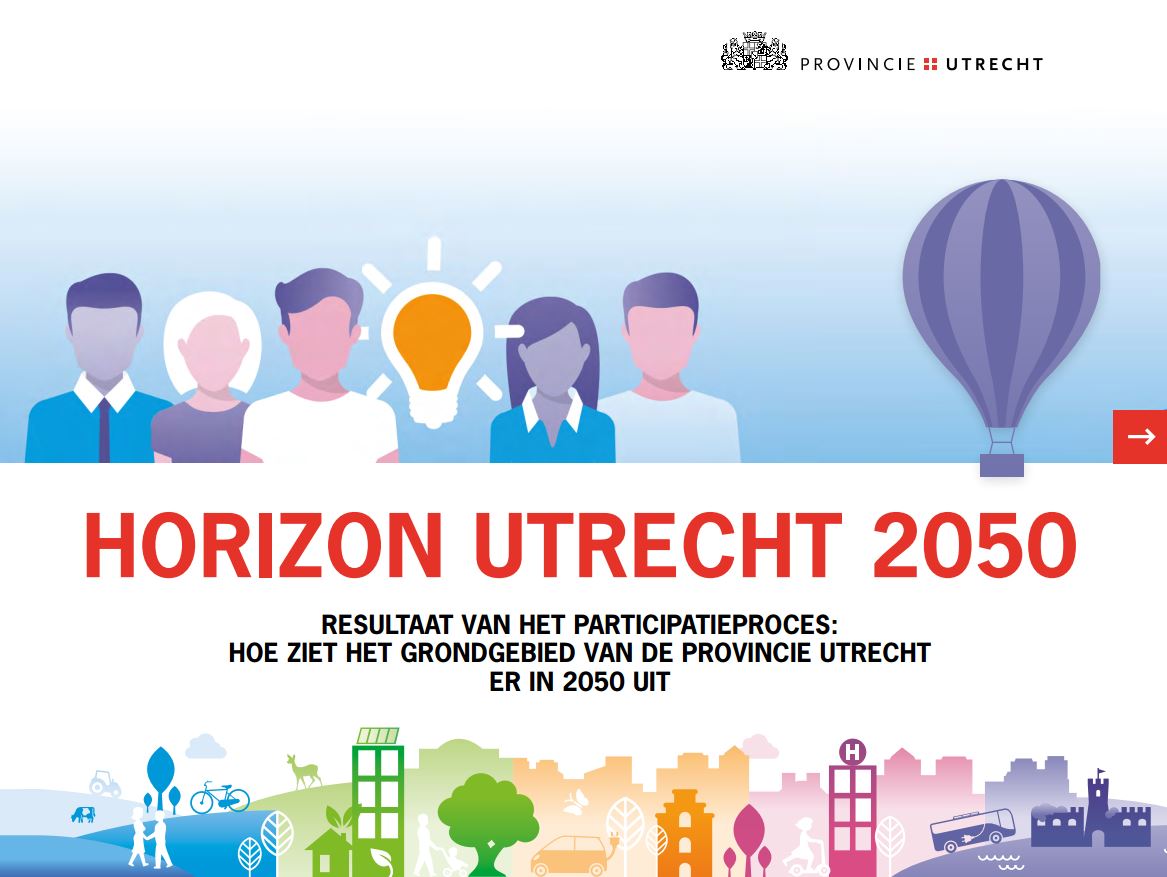 PROVINCIE UTRECHT
HORIZON UTRECHT 2050
RESULTAAT VAN HET PARTICIPATIEPROCES:
HOE ZIET HET GRONDGEBIED VAN DE PROVINCIE UTRECHT
ER IN 2050 UIT
H